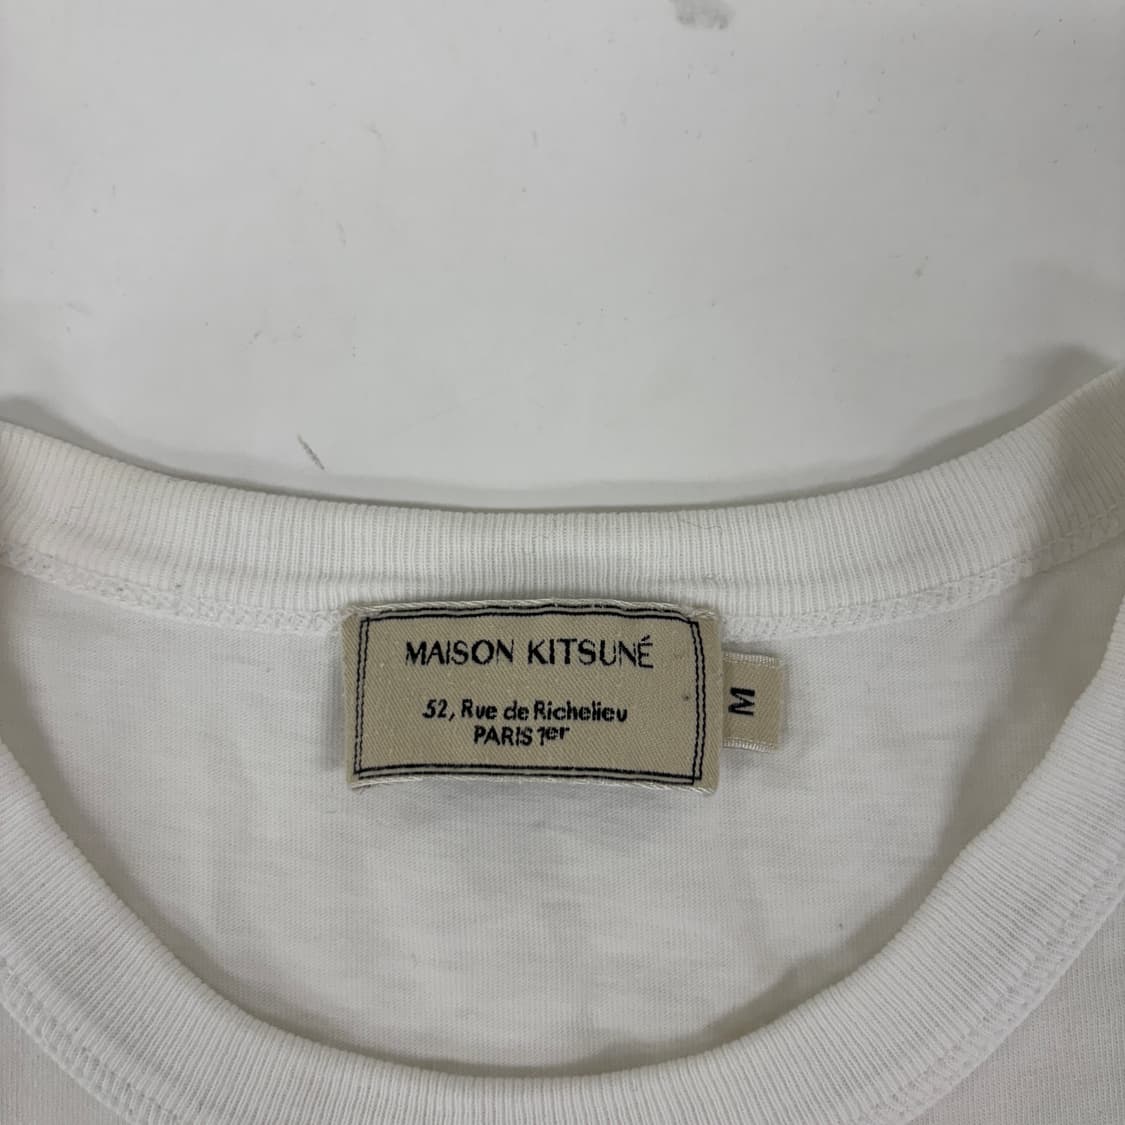 MAISON KITSUNÉ
52, Rue de Richelieu
PARIS 1er
M